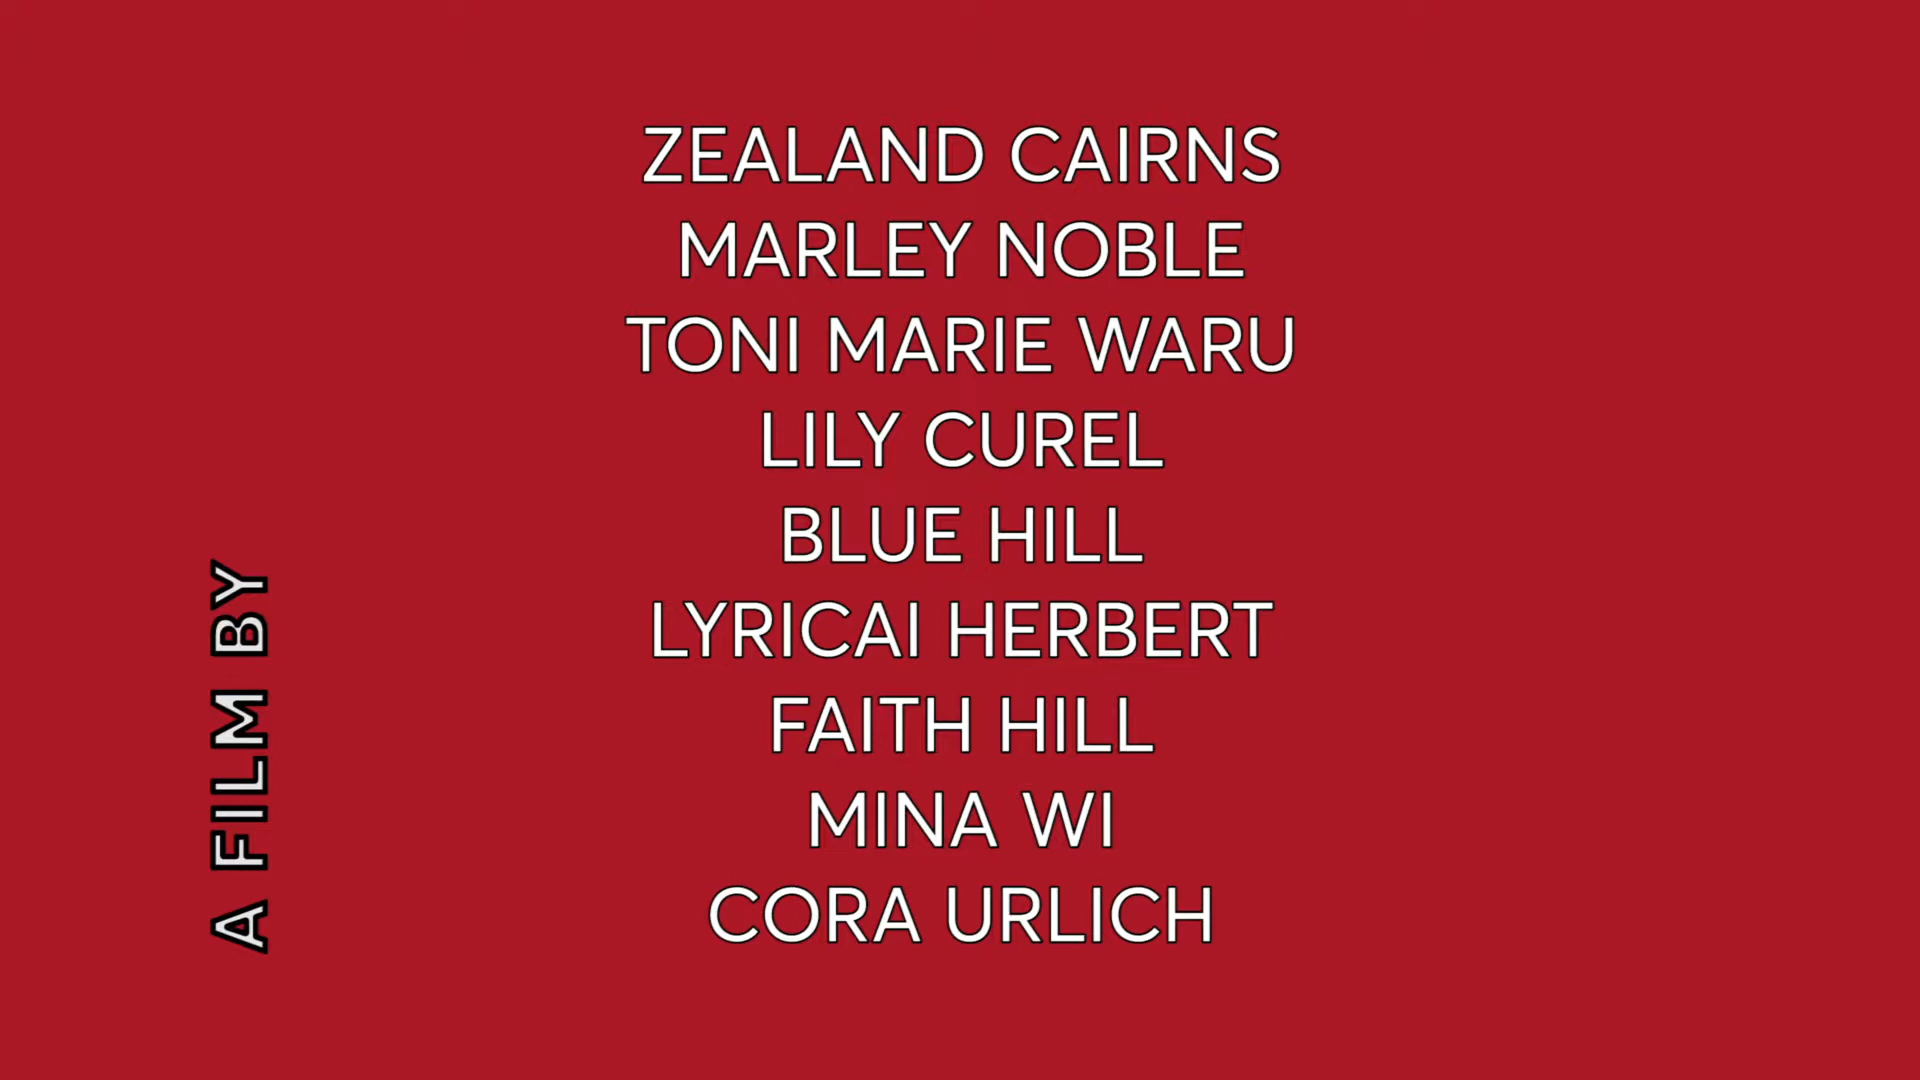 A FILM BY
ZEALAND CAIRNS
MARLEY NOBLE
TONI MARIE WARU
LILY CUREL
BLUE HILL
LYRICAI HERBERT
FAITH HILL
MINA WI
CORA URLICH